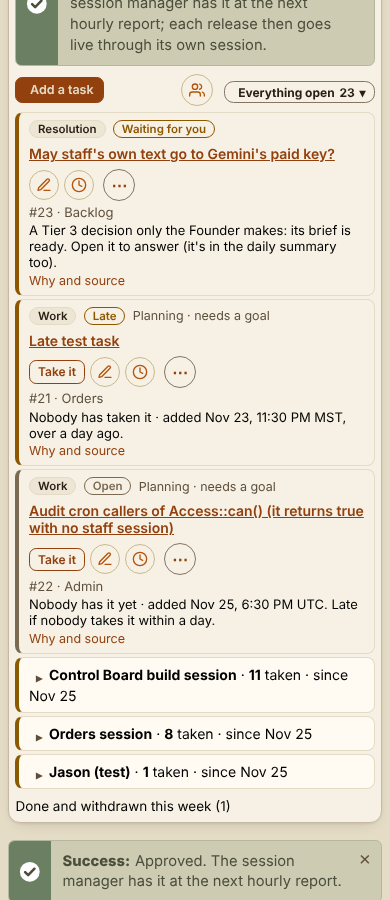 session manager has it at the next
hourly report; each release then goes
live through its own session.
Add a task
Everything open 23 ▾
Resolution
Waiting for you
May staff's own text go to Gemini's paid key?
#23 · Backlog
A Tier 3 decision only the Founder makes: its brief is
ready. Open it to answer (it's in the daily summary
too).
Why and source
Work
Late
Planning · needs a goal
Late test task
Take it
#21 · Orders
Nobody has taken it · added Nov 23, 11:30 PM MST,
over a day ago.
Why and source
Work
Open
Planning · needs a goal
Audit cron callers of Access::can() (it returns true
with no staff session)
Take it
#22 · Admin
Nobody has it yet · added Nov 25, 6:30 PM UTC. Late
if nobody takes it within a day.
Why and source
▸ Control Board build session · 11 taken · since
Nov 25
▸ Orders session · 8 taken · since Nov 25
▸ Jason (test) · 1 taken · since Nov 25
Done and withdrawn this week (1)
Success: Approved. The session
manager has it at the next hourly report.